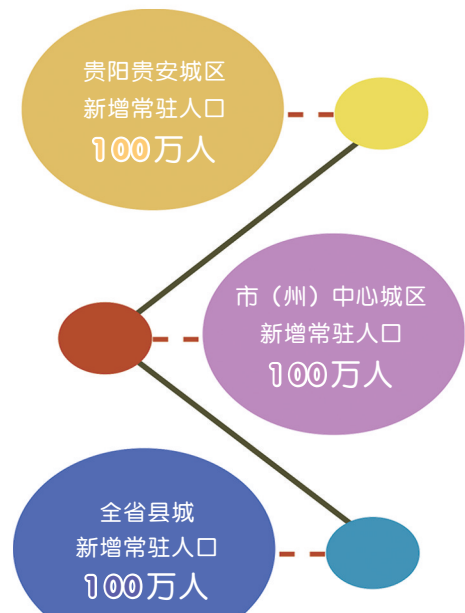 贵阳贵安城区
新增常驻人口
100万人
市（州）中心城区
新增常驻人口
100万人
全省县城
新增常驻人口
100万人